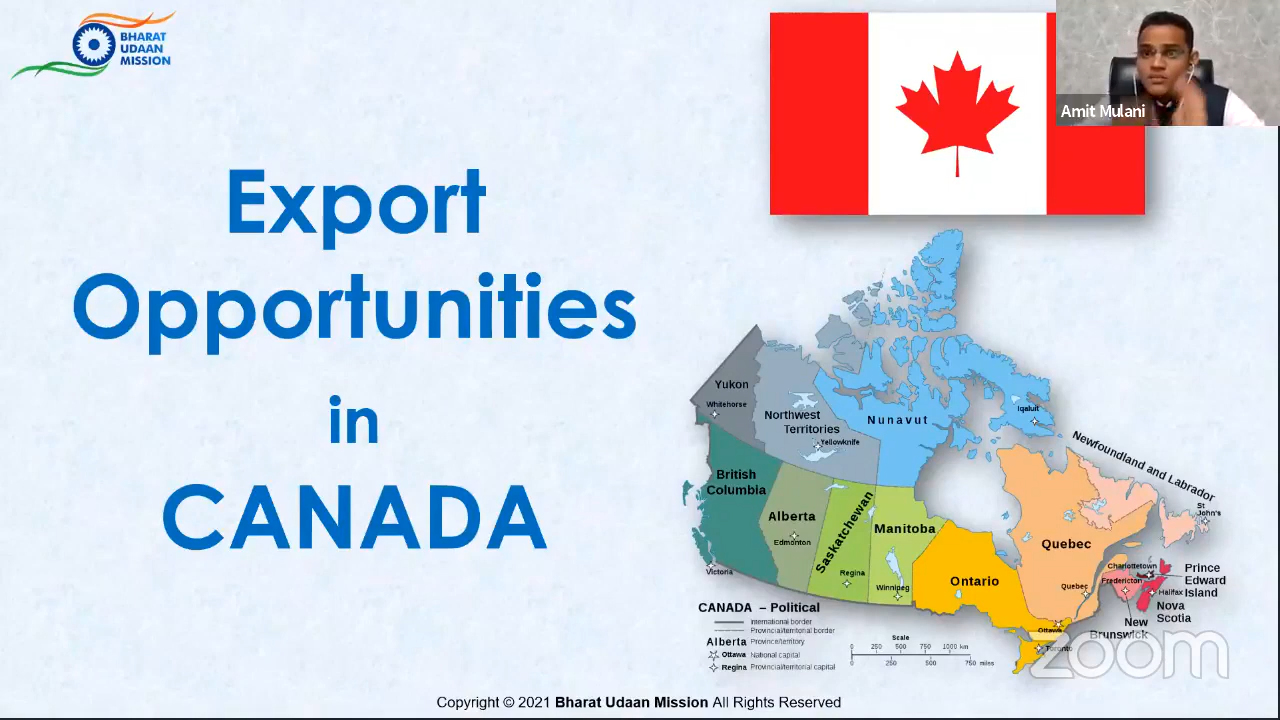 BHARAT
UDAAN
MISSION
Amit Mulani
Export
Opportunities
in
CANADA
Yukon
Whitehorse
Northwest
Territories
Yellowknife
Nunavut
Iqaluit
Newfoundland and Labrador
St
John's
British
Columbia
Victoria
Alberta
Edmonton
Saskatchewan
Regina
Manitoba
Winnipeg
Ontario
Ottawa
Toronto
Quebec
Quebec
Charlottetown
Fredericton
Halifax
Prince
Edward
Island
Nova
Scotia
New
Brunswick
CANADA – Political
International border
Provincial/territorial border
Alberta Province/territory
Ottawa National capital
Regina Provincial/territorial capital
Scale
0 250 500 750 1000 km
0 250 500 750 miles
zoom
Copyright © 2021 Bharat Udaan Mission All Rights Reserved